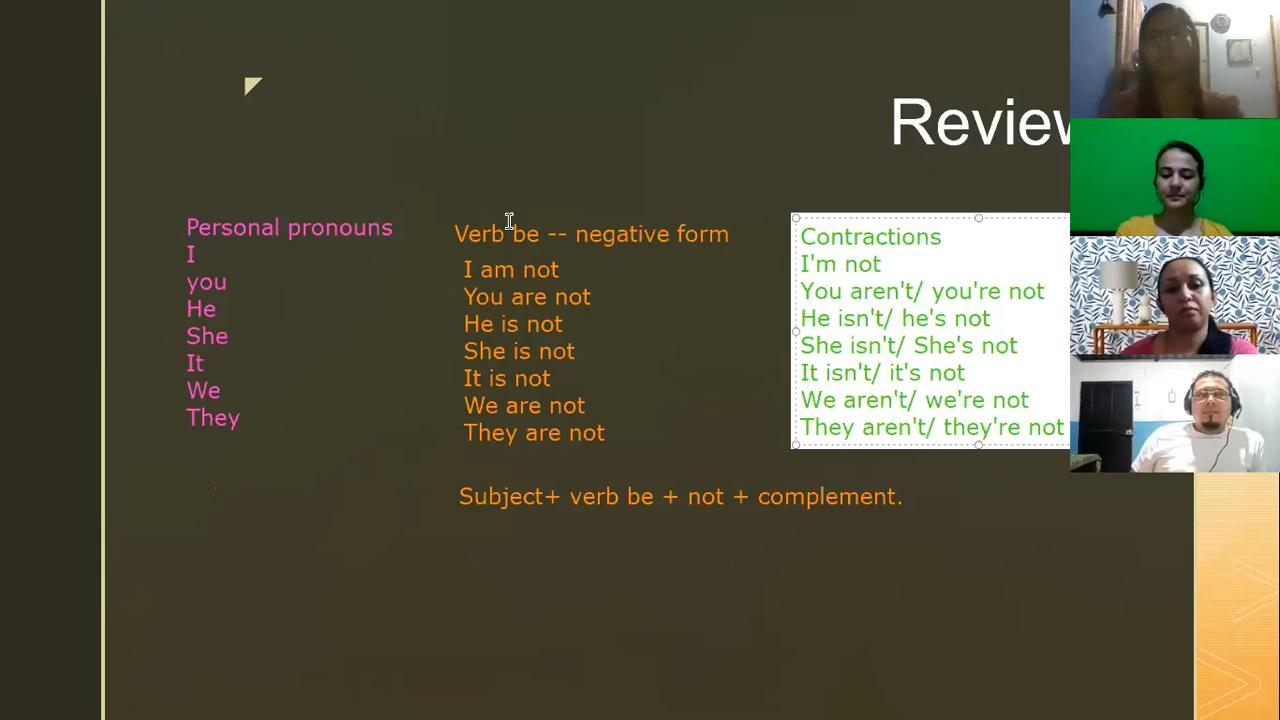 Review
Personal pronouns
I
you
He
She
It
We
They
Verb be -- negative form
I am not
You are not
He is not
She is not
It is not
We are not
They are not
Subject+ verb be + not + complement.
Contractions
I'm not
You aren't/ you're not
He isn't/ he's not
She isn't/ She's not
It isn't/ it's not
We aren't/ we're not
They aren't/ they're not